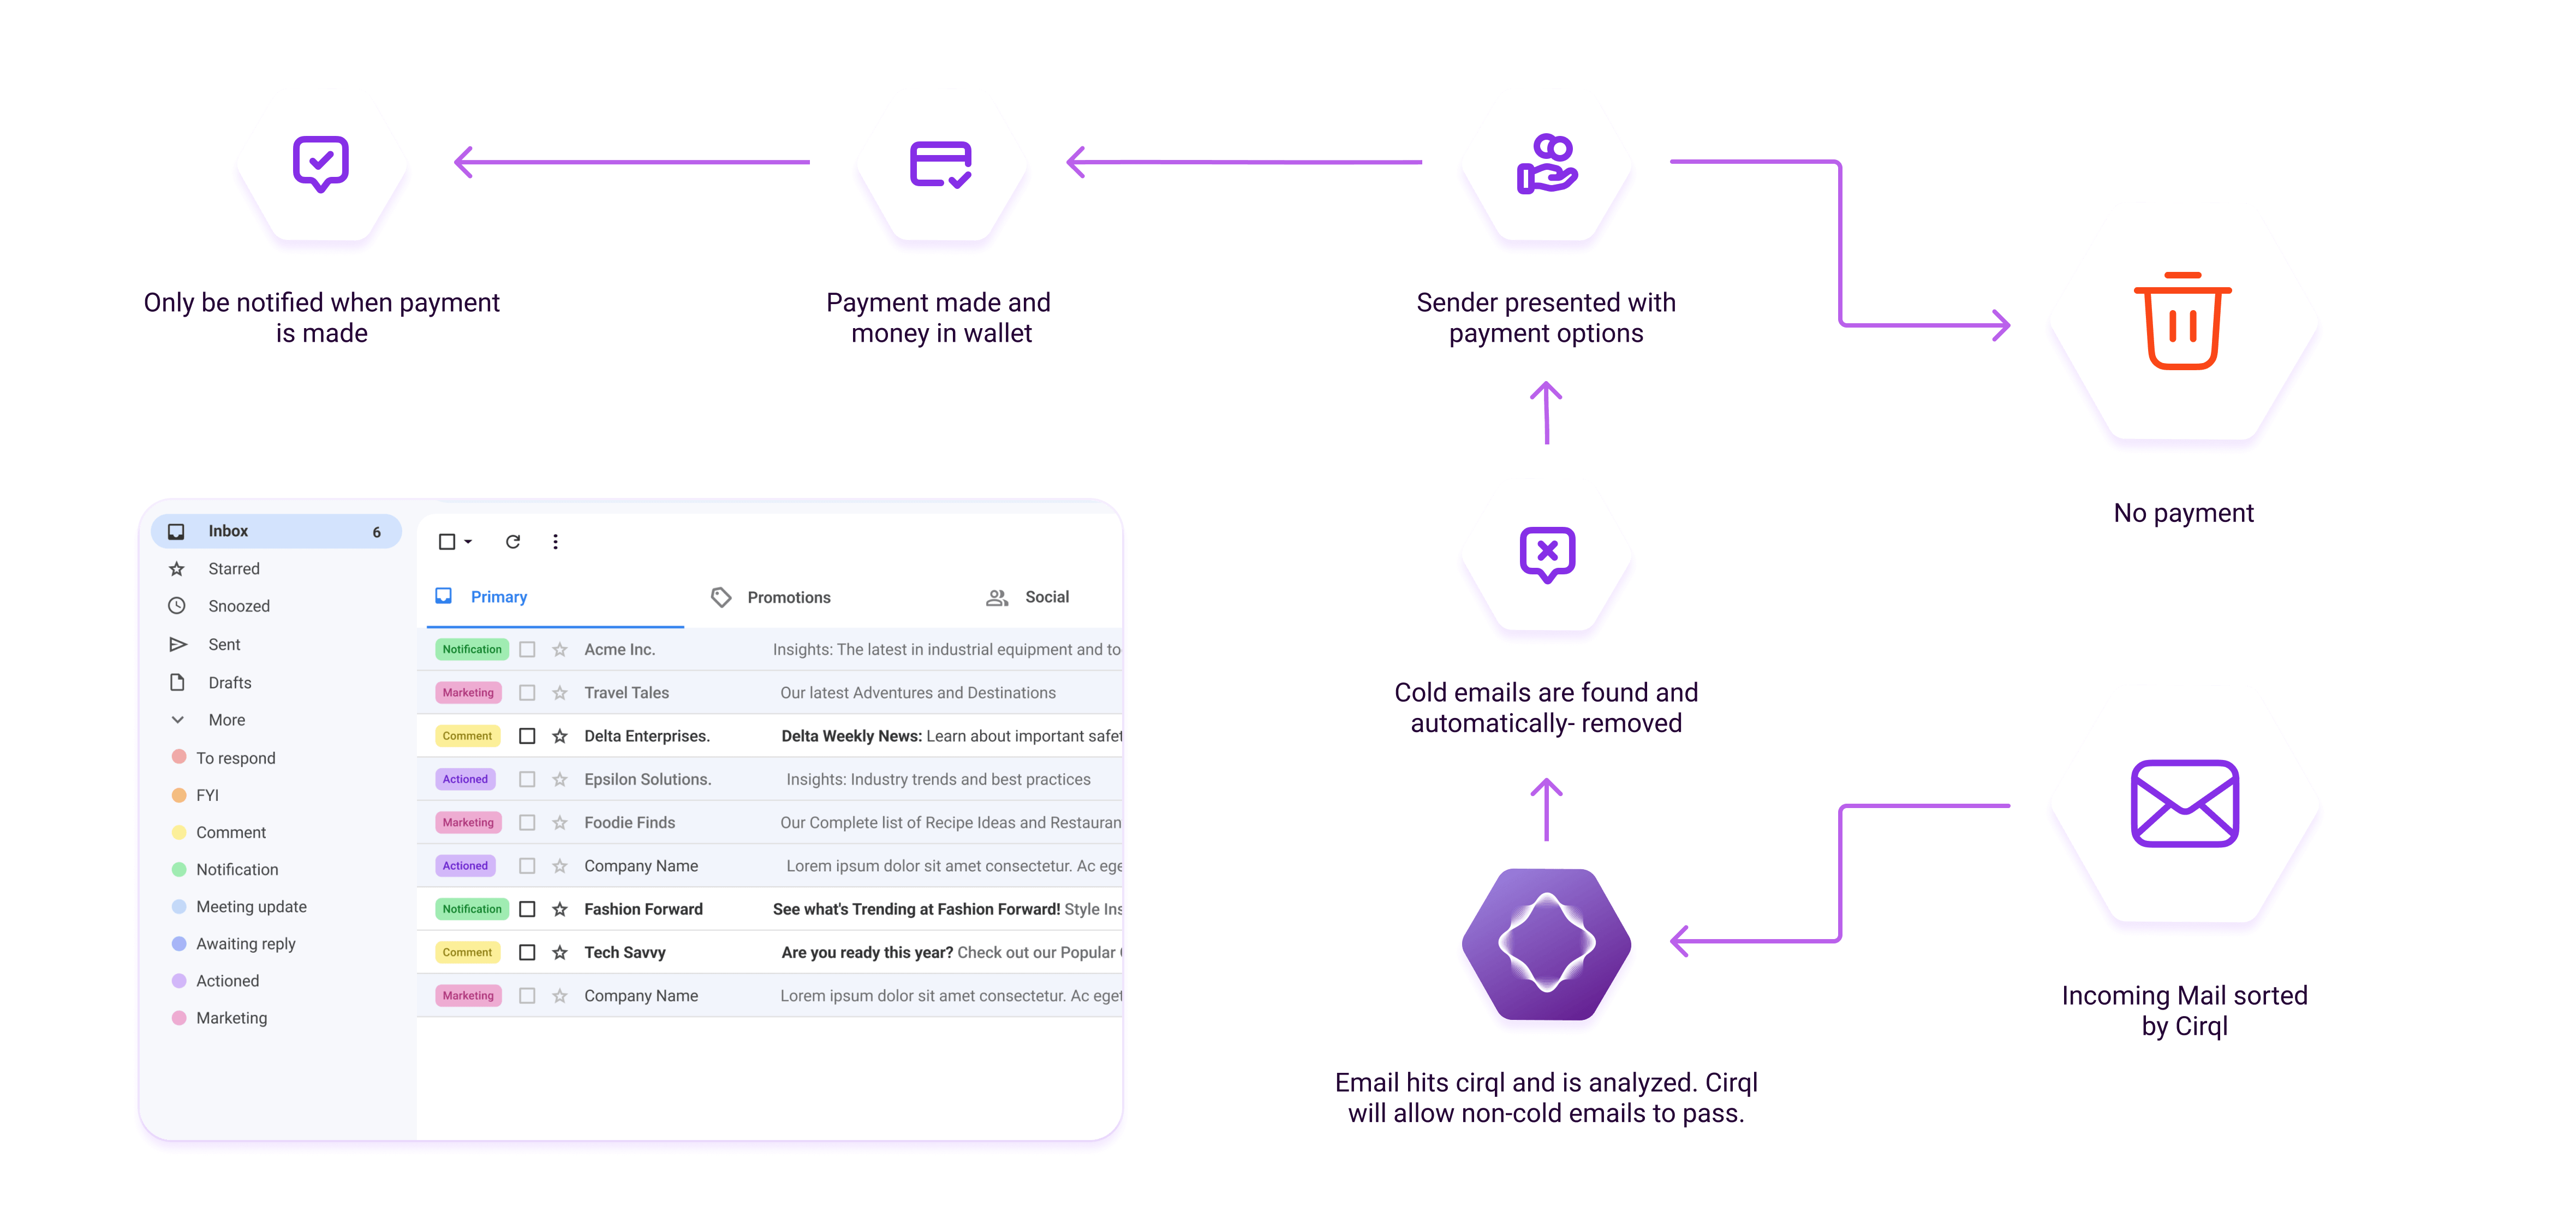 Only be notified when payment
is made
Payment made and
money in wallet
Sender presented with
payment options
No payment
Cold emails are found and
automatically- removed
Email hits cirql and is analyzed. Cirql
will allow non-cold emails to pass.
Incoming Mail sorted
by Cirql
Inbox 6
Starred
Snoozed
Sent
Drafts
More
To respond
FYI
Comment
Notification
Meeting update
Awaiting reply
Actioned
Marketing
Primary Promotions Social
Notification Acme Inc. Insights: The latest in industrial equipment and to
Marketing Travel Tales Our latest Adventures and Destinations
Comment Delta Enterprises. Delta Weekly News: Learn about important safet
Actioned Epsilon Solutions. Insights: Industry trends and best practices
Marketing Foodie Finds Our Complete list of Recipe Ideas and Restauran
Actioned Company Name Lorem ipsum dolor sit amet consectetur. Ac ege
Notification Fashion Forward See what's Trending at Fashion Forward! Style Ins
Comment Tech Savvy Are you ready this year? Check out our Popular
Marketing Company Name Lorem ipsum dolor sit amet consectetur. Ac eget